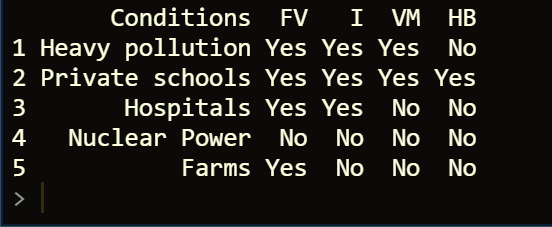 Conditions FV I VM HB
1 Heavy pollution Yes Yes Yes No
2 Private schools Yes Yes Yes Yes
3 Hospitals Yes Yes No No
4 Nuclear Power No No No No
5 Farms Yes No No No
>